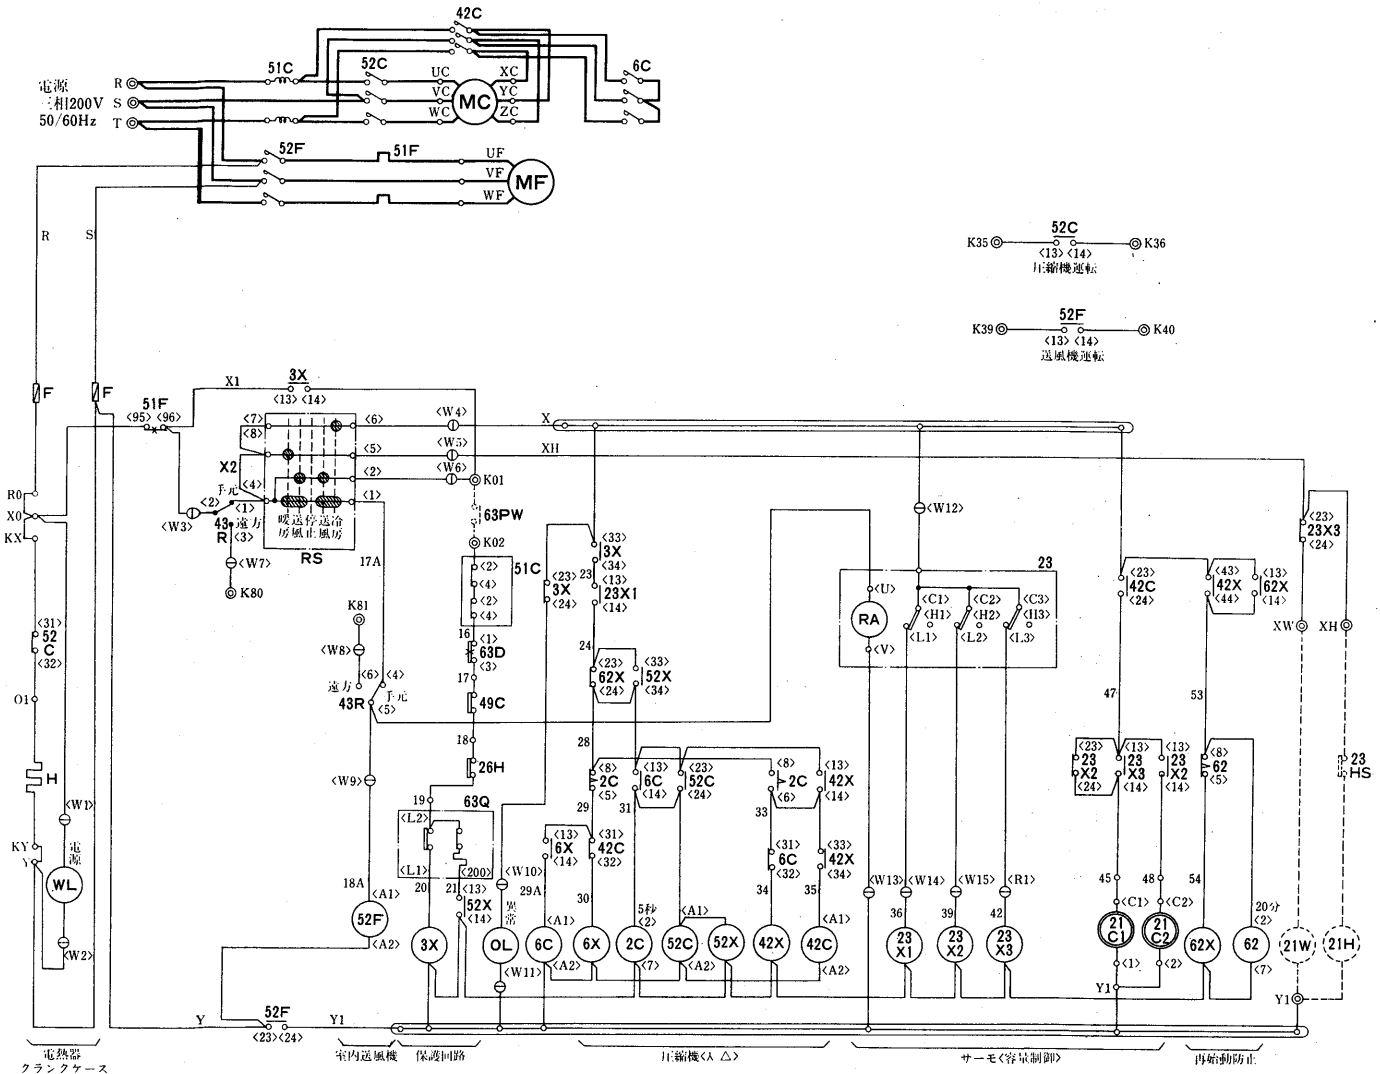 42C
51C
52C
6C
電源
三相200V
50/60Hz
R
S
T
UC
VC
WC
MC
XC
YC
ZC
52F
51F
UF
VF
WF
MF
R
S
52C
K35
K36
<13> <14>
圧縮機運転
52F
K39
K40
<13> <14>
送風機運転
F
F
X1
3X
<13> <14>
51F
<95> <96>
<7>
<8>
<6>
<W4>
X
<5>
<W5>
XH
X2
<4>
<2>
<W6>
K01
<1>
手元
<2>
<1>
<W3>
43
R
遠方
<3>
<W7>
K80
暖房
送風
停止
送風
冷房
RS
17A
63PW
K02
51C
<2>
<4>
<2>
<4>
16
<1>
63D
<3>
17
49C
18
26H
19
63Q
<L2>
<L1>
<200>
20
21
<13>
52X
<14>
R0
X0
KX
<31>
52
C
<32>
O1
H
KY
Y
<W1>
電源
WL
<W2>
K81
<W8>
<6>
<4>
遠方
手元
43R
<5>
<W9>
18A
<A1>
52F
<A2>
Y
52F
<23> <24>
Y1
3X
<W10>
異常
OL
<W11>
<23>
3X
<24>
<33>
3X
<34>
23
<13>
23X1
<14>
24
<23>
62X
<24>
<33>
52X
<34>
28
<8>
2C
<5>
<13>
6C
<14>
<23>
52C
<24>
<8>
2C
<6>
<13>
42X
<14>
29
31
33
<13>
6X
<14>
<31>
42C
<32>
<31>
6C
<32>
<33>
42X
<34>
29A
30
34
35
<A1>
6C
<A2>
6X
5秒
<2>
2C
<7>
<A1>
52C
<A2>
52X
42X
<A1>
42C
<A2>
<W12>
23
<U>
RA
<V>
<C1>
<H1>
<L1>
<C2>
<H2>
<L2>
<C3>
<H3>
<L3>
<W13>
<W14>
<W15>
<R1>
36
39
42
23
X1
23
X2
23
X3
<23>
42C
<24>
<43>
42X
<44>
<13>
62X
<14>
47
53
<23>
23
X2
<24>
<13>
23
X3
<14>
<13>
23
X2
<14>
<8>
62
<5>
45
48
54
<C1>
21
C1
<1>
<C2>
21
C2
<2>
Y1
62X
20分
<2>
62
<7>
<23>
23X3
<24>
XW
XH
23
HS
21W
21H
Y1
電熱器
クランクケース
室内送風機
保護回路
圧縮機<人 △>
サーモ<容量制御>
再始動防止